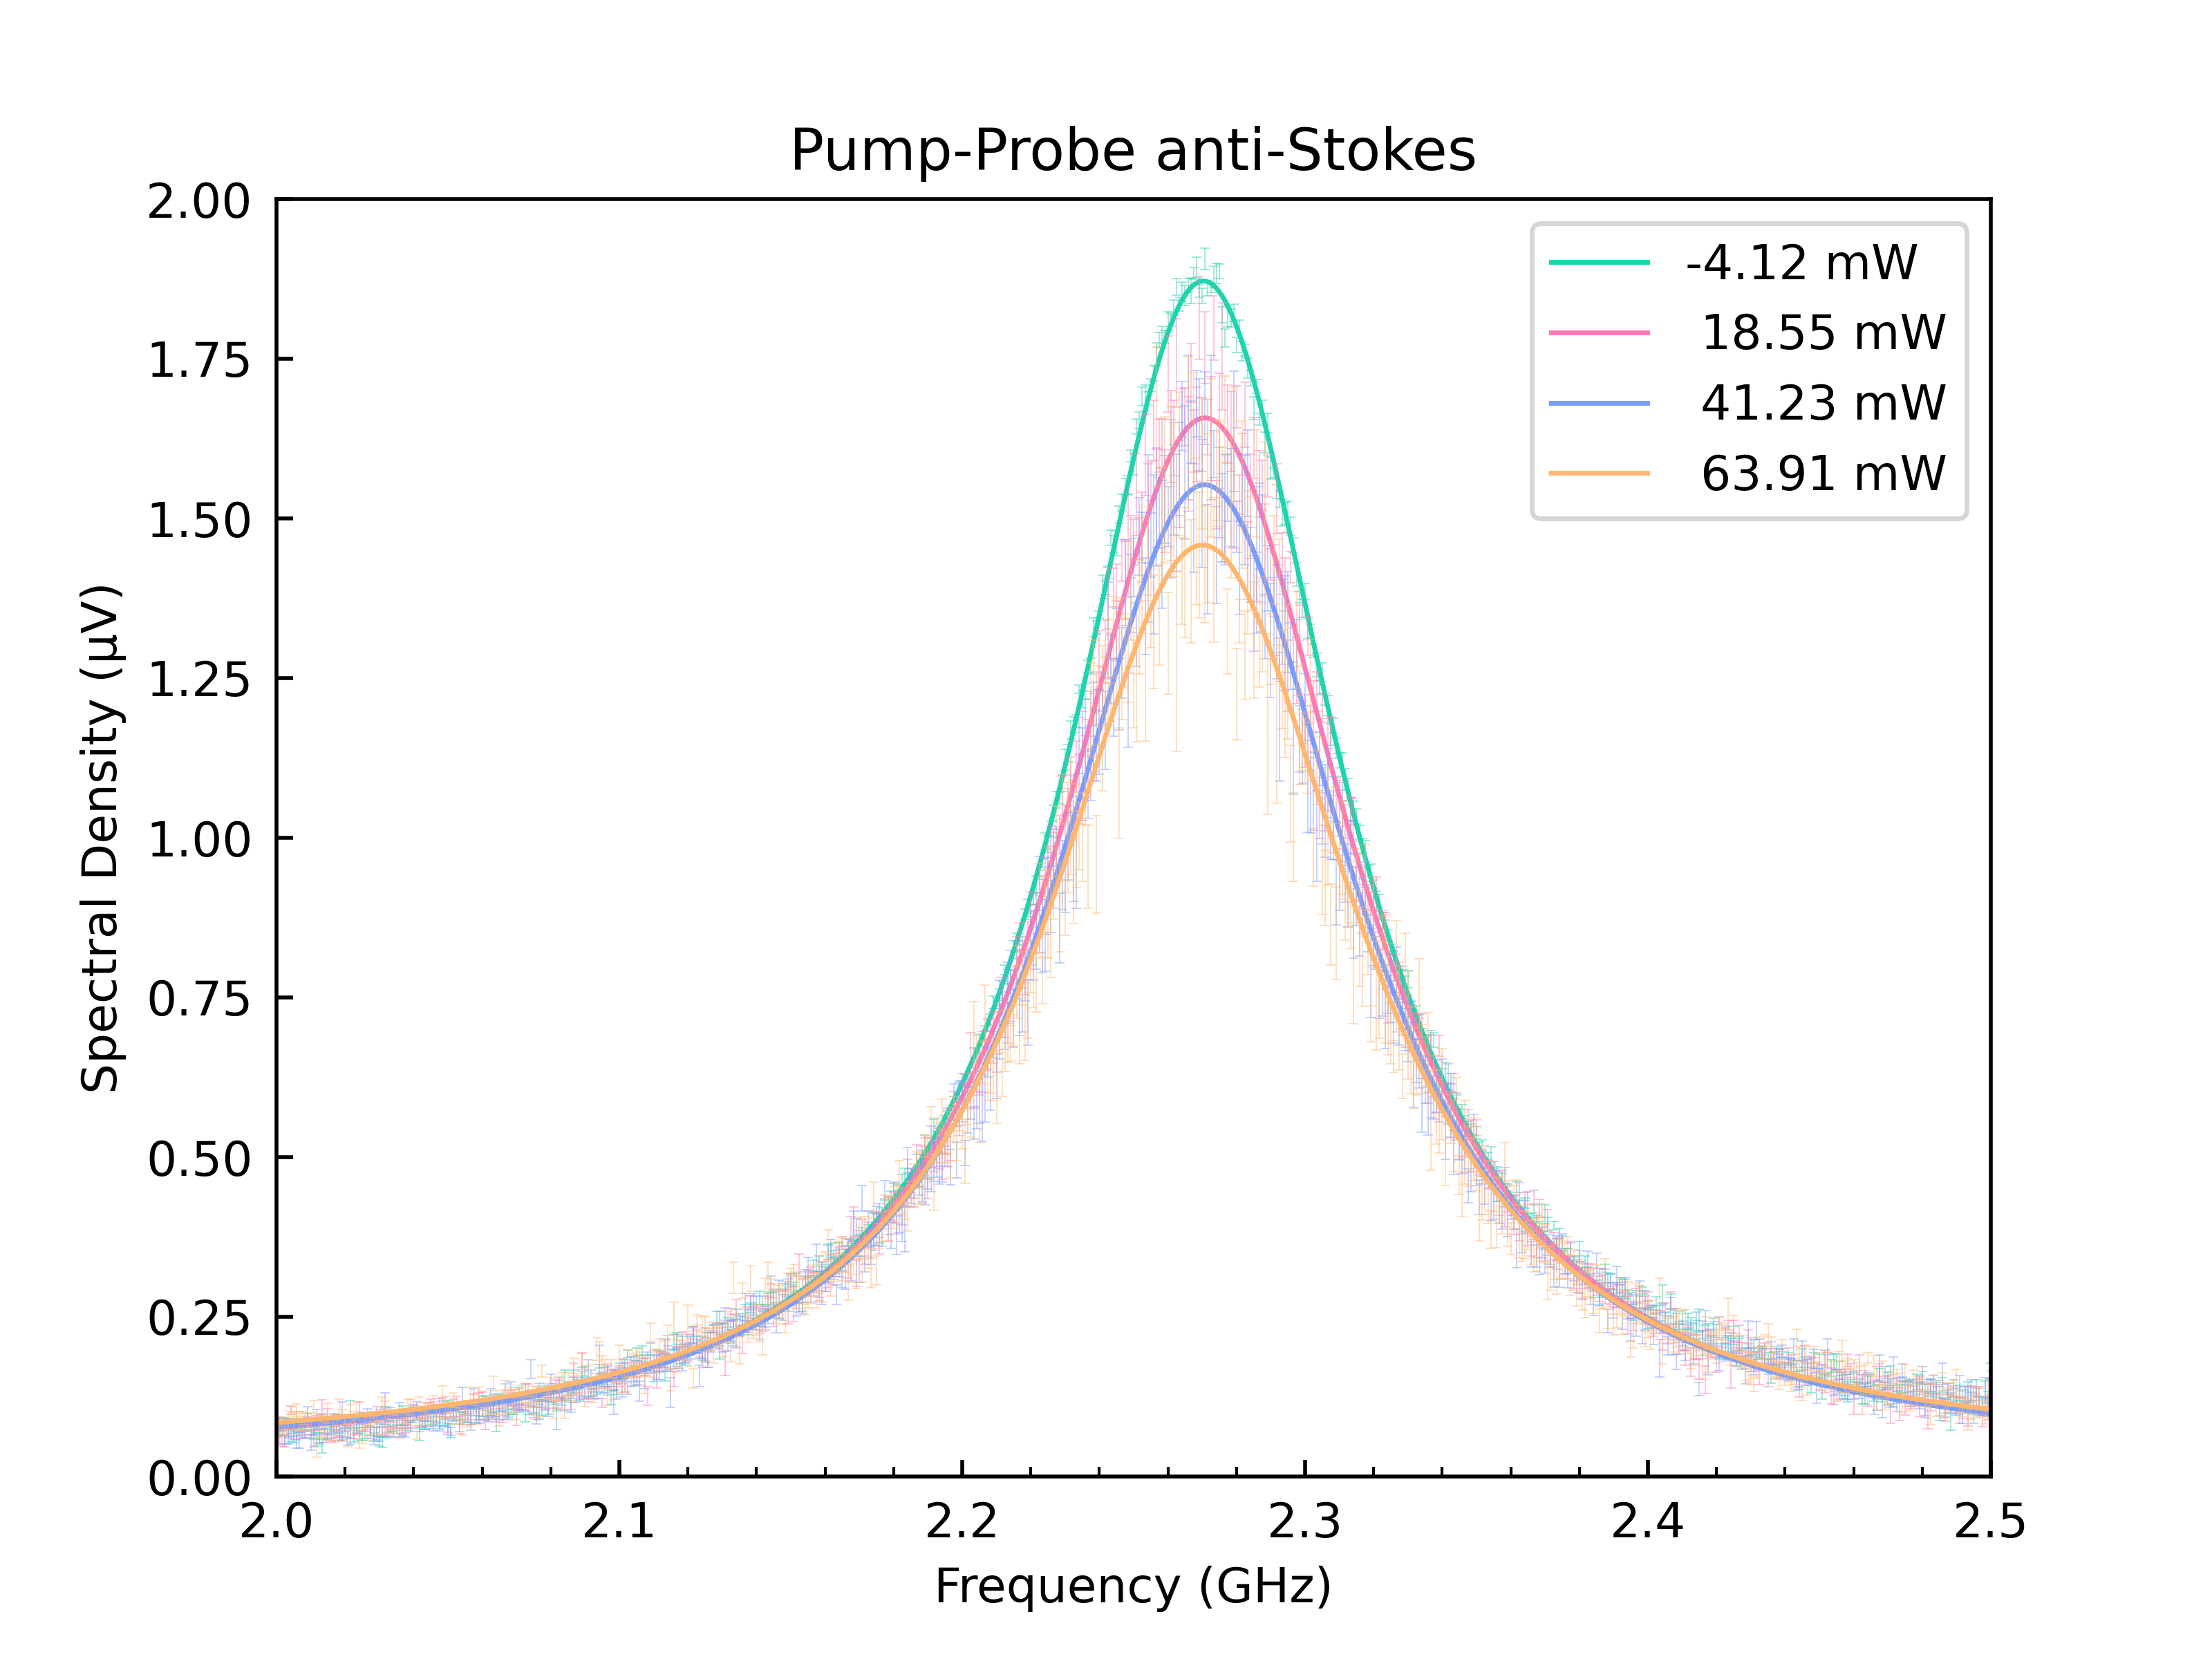 Pump-Probe anti-Stokes
2.00
1.75
1.50
1.25
1.00
0.75
0.50
0.25
0.00
Spectral Density (µV)
-4.12 mW
18.55 mW
41.23 mW
63.91 mW
2.0 2.1 2.2 2.3 2.4 2.5
Frequency (GHz)